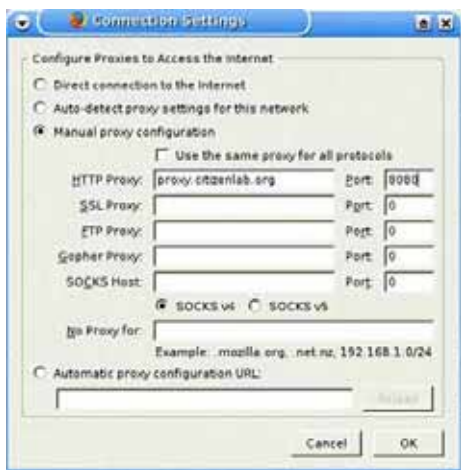 Connection Settings
Configure Proxies to Access the Internet
Direct connection to the Internet
Auto-detect proxy settings for this network
Manual proxy configuration
Use the same proxy for all protocols
HTTP Proxy: proxy.citizenlab.org Port: 8080
SSL Proxy: Port: 0
FTP Proxy: Port: 0
Gopher Proxy: Port: 0
SOCKS Host: Port: 0
SOCKS v4 SOCKS v5
No Proxy for:
Example: .mozilla.org, .net.nz, 192.168.1.0/24
Automatic proxy configuration URL:
Reload
Cancel OK